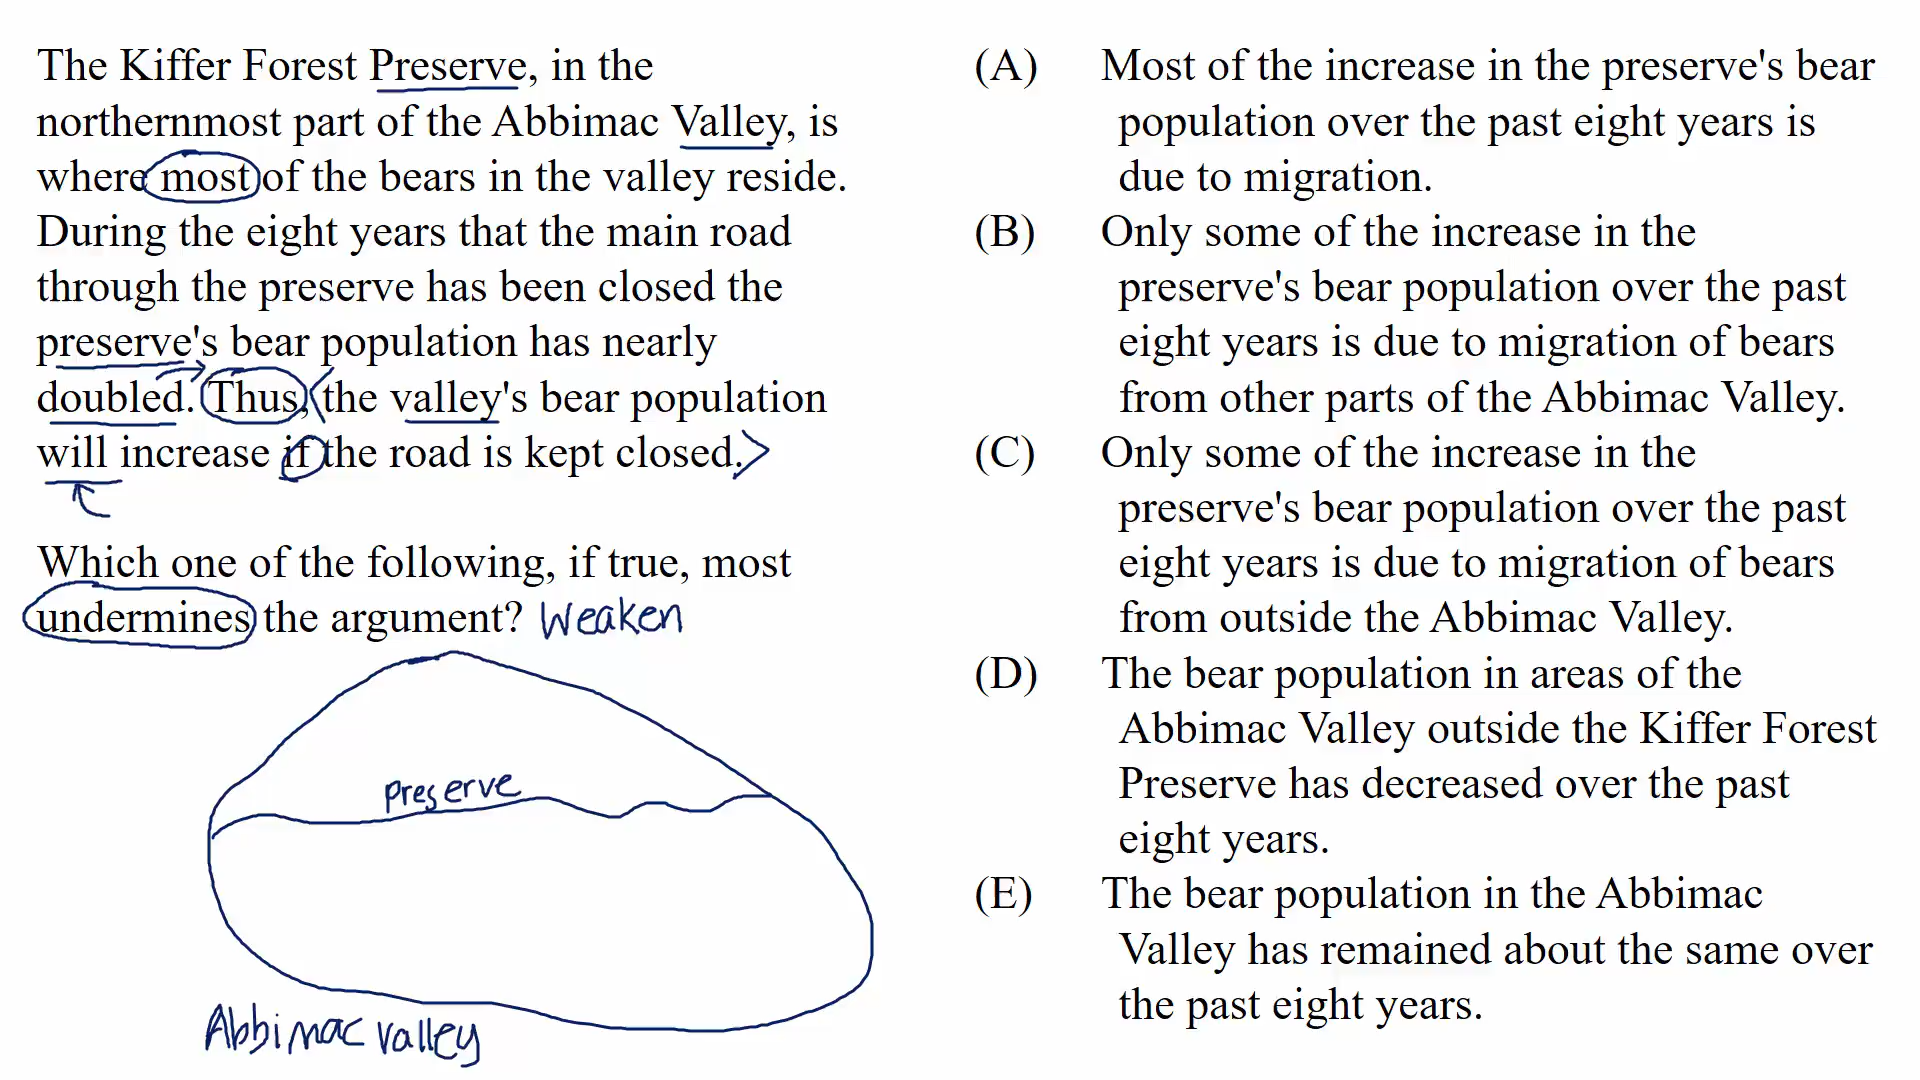 The Kiffer Forest Preserve, in the
northernmost part of the Abbimac Valley, is
where most of the bears in the valley reside.
During the eight years that the main road
through the preserve has been closed the
preserve's bear population has nearly
doubled. Thus, the valley's bear population
will increase if the road is kept closed.
Which one of the following, if true, most
undermines the argument? Weaken
Preserve
Abbimac valley
(A) Most of the increase in the preserve's bear
population over the past eight years is
due to migration.
(B) Only some of the increase in the
preserve's bear population over the past
eight years is due to migration of bears
from other parts of the Abbimac Valley.
(C) Only some of the increase in the
preserve's bear population over the past
eight years is due to migration of bears
from outside the Abbimac Valley.
(D) The bear population in areas of the
Abbimac Valley outside the Kiffer Forest
Preserve has decreased over the past
eight years.
(E) The bear population in the Abbimac
Valley has remained about the same over
the past eight years.